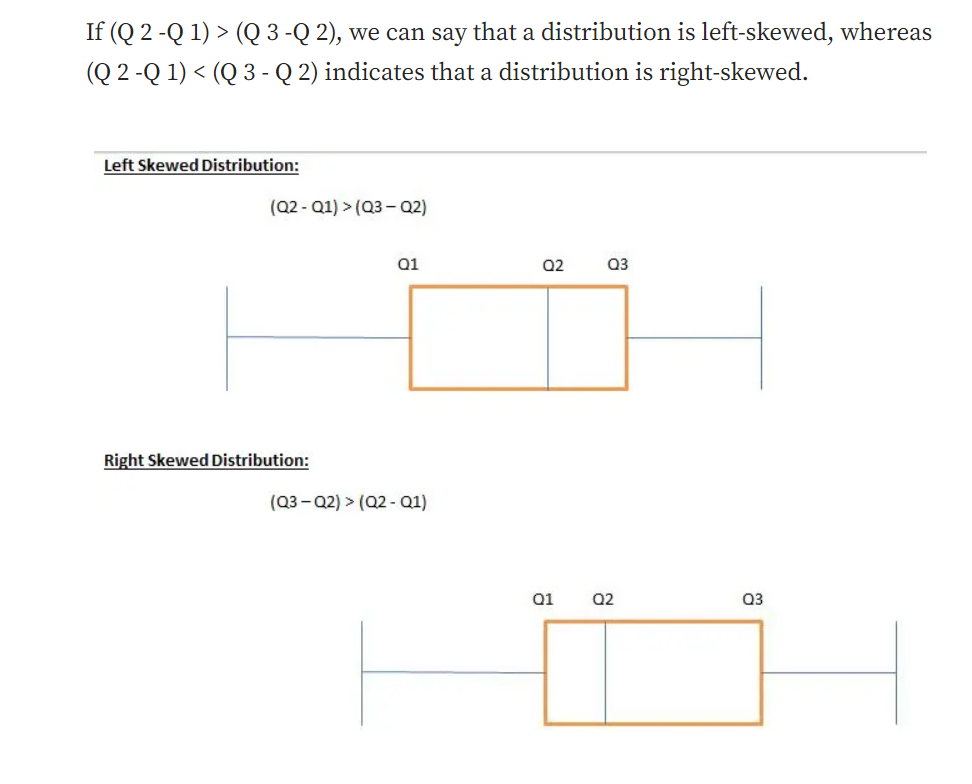 If (Q 2 -Q 1) > (Q 3 -Q 2), we can say that a distribution is left-skewed, whereas
(Q 2 -Q 1) < (Q 3 - Q 2) indicates that a distribution is right-skewed.
Left Skewed Distribution:
(Q2 - Q1) > (Q3 – Q2)
Q1 Q2 Q3
Right Skewed Distribution:
(Q3 – Q2) > (Q2 - Q1)
Q1 Q2 Q3